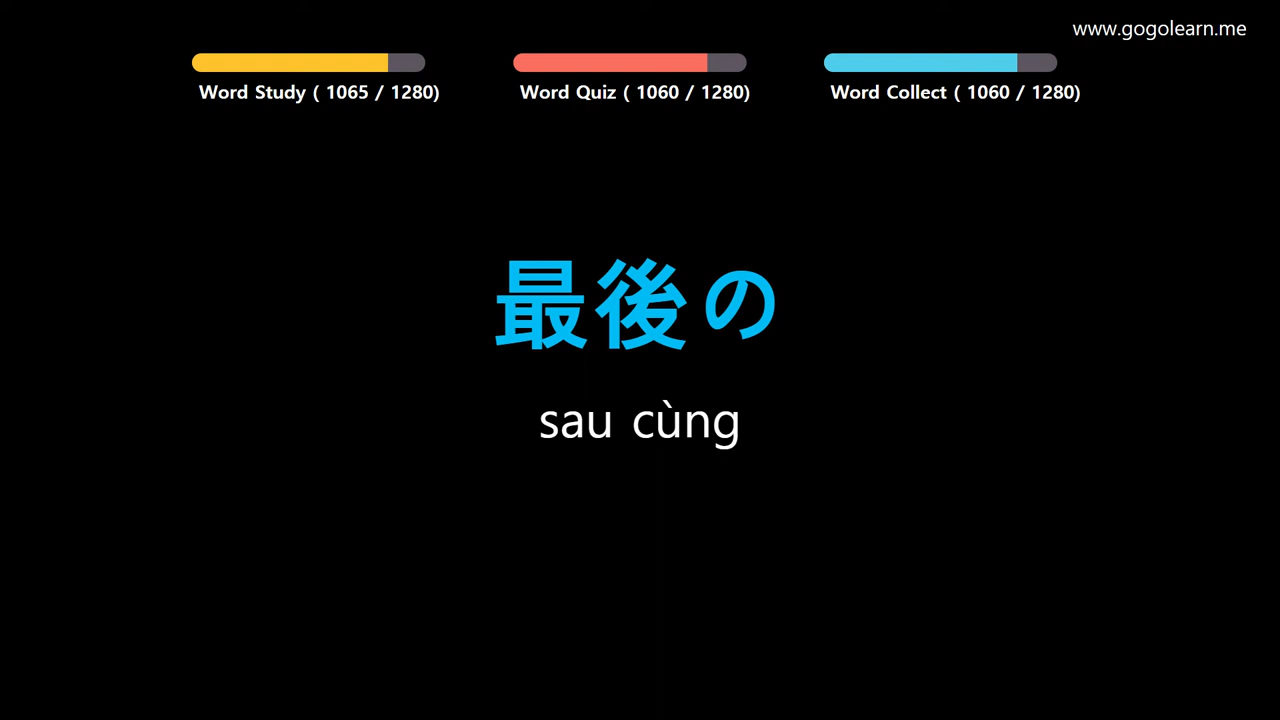 www.gogolearn.me
Word Study ( 1065 / 1280)
Word Quiz ( 1060 / 1280)
Word Collect ( 1060 / 1280)
最後の
sau cùng